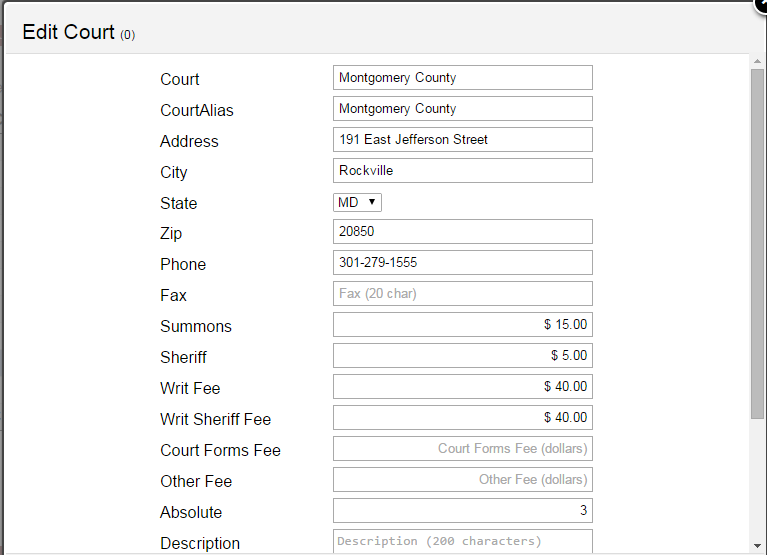 Edit Court (0)
Court Montgomery County
CourtAlias Montgomery County
Address 191 East Jefferson Street
City Rockville
State MD
Zip 20850
Phone 301-279-1555
Fax Fax (20 char)
Summons $ 15.00
Sheriff $ 5.00
Writ Fee $ 40.00
Writ Sheriff Fee $ 40.00
Court Forms Fee Court Forms Fee (dollars)
Other Fee Other Fee (dollars)
Absolute 3
Description Description (200 characters)